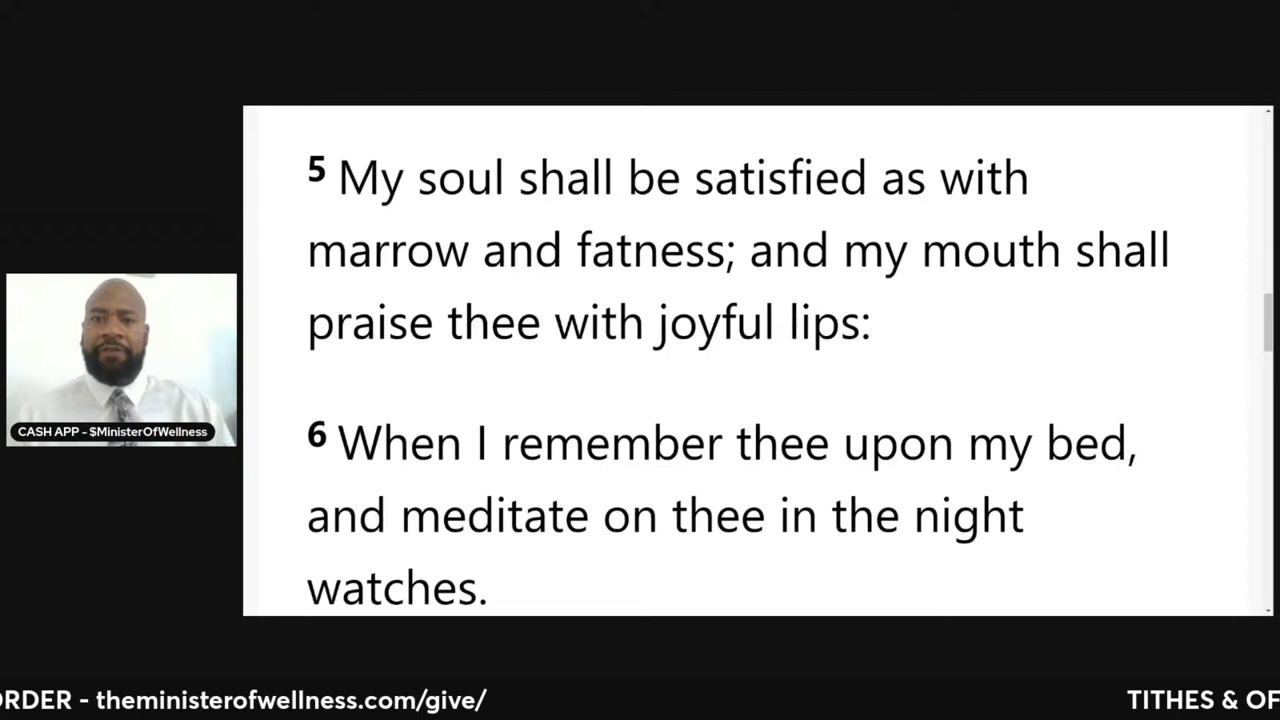 5 My soul shall be satisfied as with
marrow and fatness; and my mouth shall
praise thee with joyful lips:
6 When I remember thee upon my bed,
and meditate on thee in the night
watches.
CASH APP - $MinisterOfWellness
ORDER - theministerofwellness.com/give/
TITHES & OF